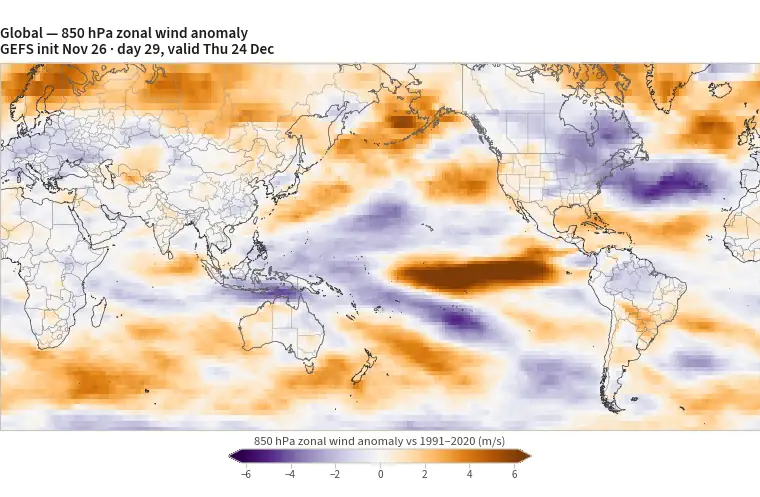 Global — 850 hPa zonal wind anomaly
GEFS init Nov 26 · day 29, valid Thu 24 Dec
850 hPa zonal wind anomaly vs 1991–2020 (m/s)
−6 −4 −2 0 2 4 6